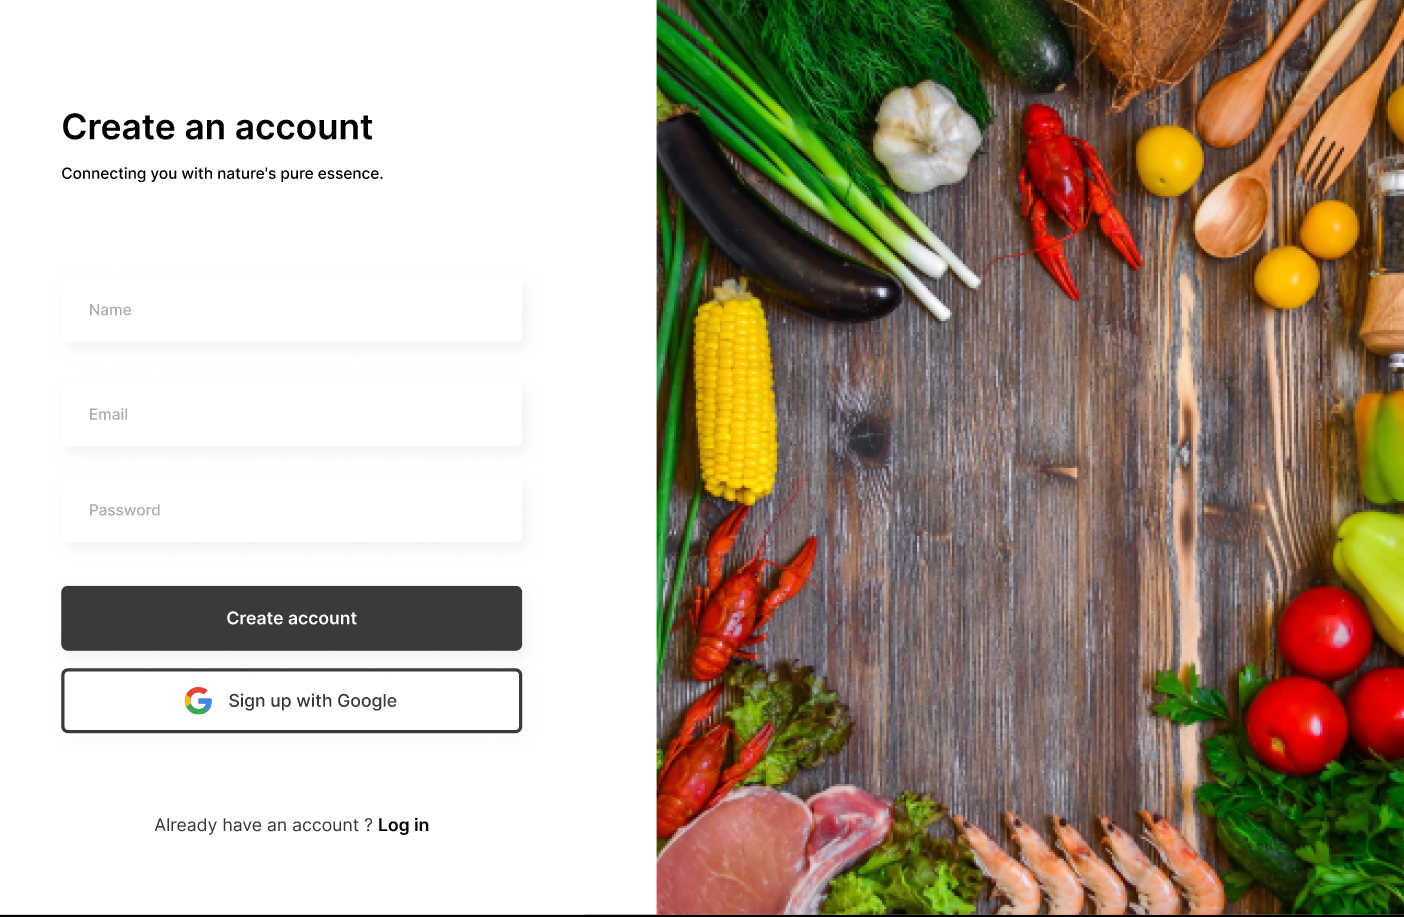 Create an account
Connecting you with nature's pure essence.
Name
Email
Password
Create account
Sign up with Google
Already have an account ? Log in